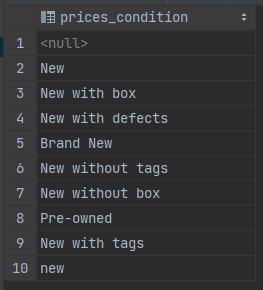 prices_condition
1 <null>
2 New
3 New with box
4 New with defects
5 Brand New
6 New without tags
7 New without box
8 Pre-owned
9 New with tags
10 new